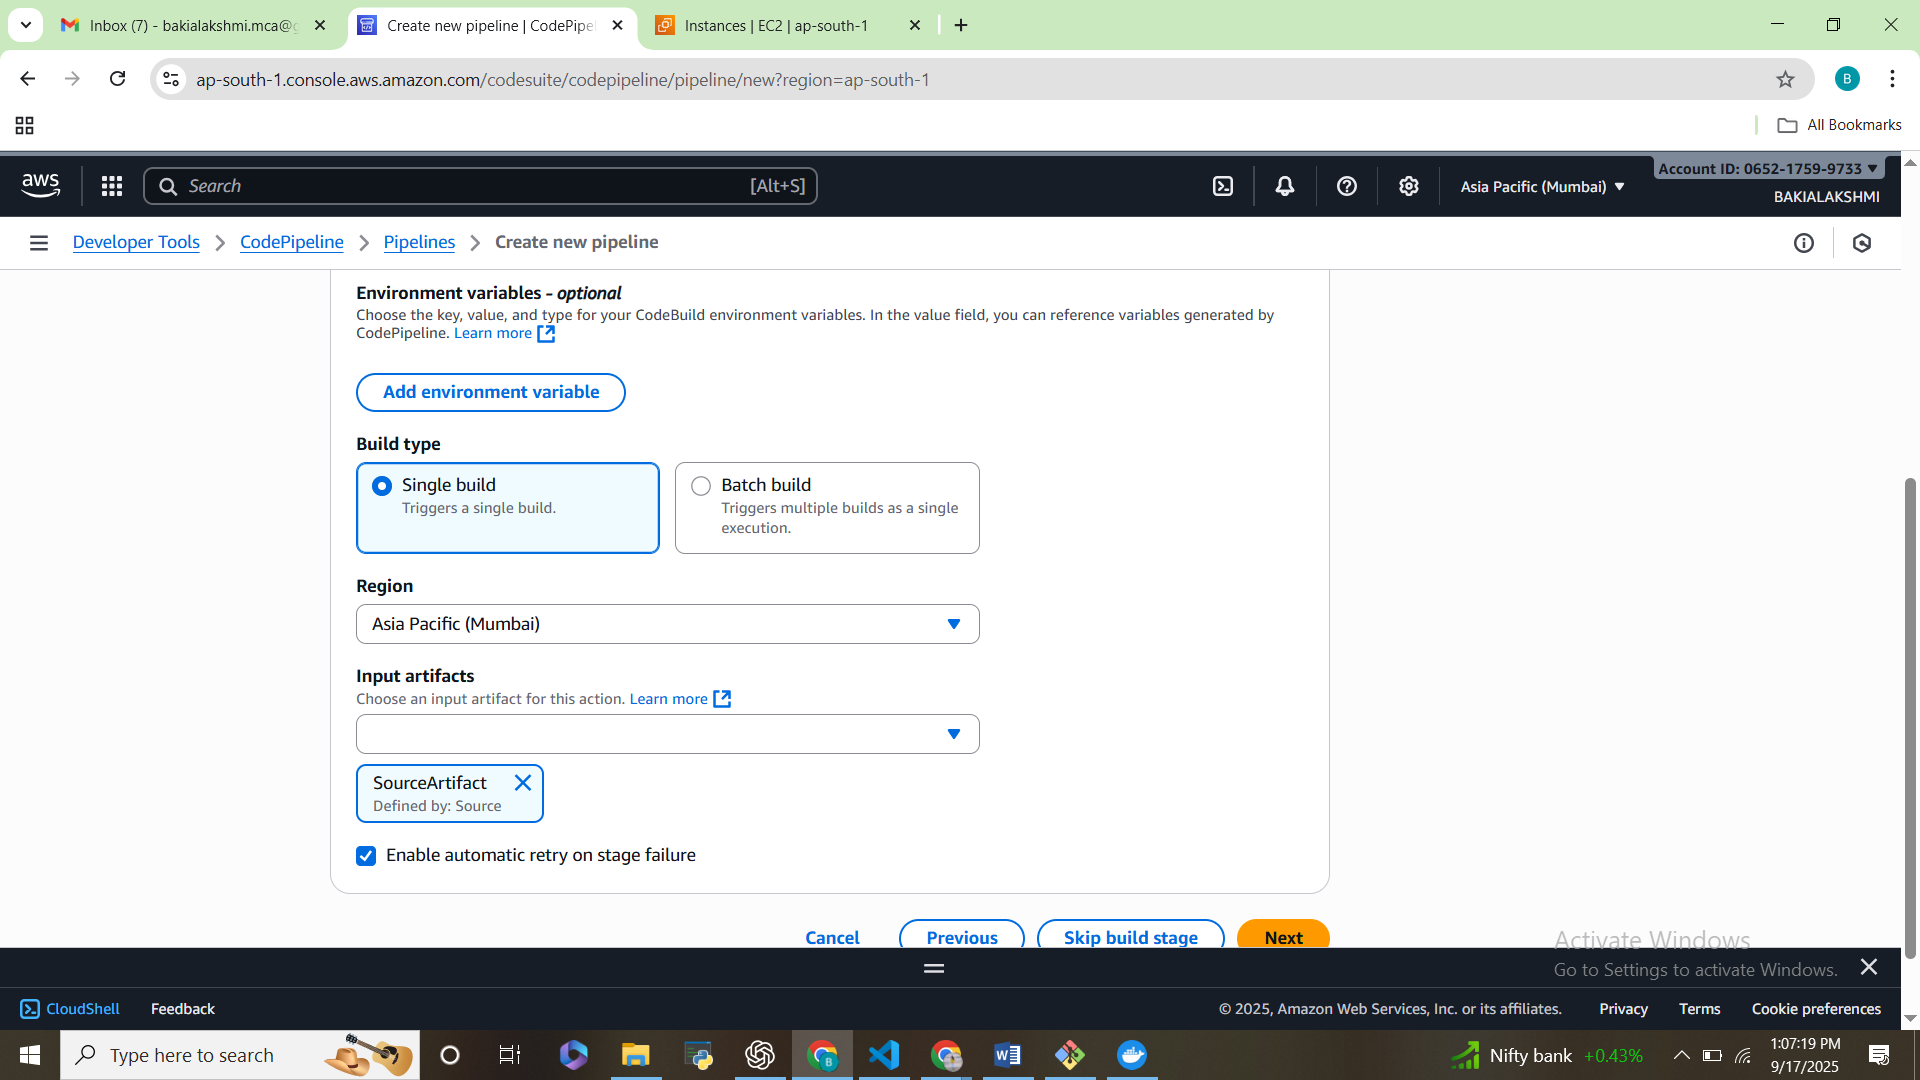 Inbox (7) - bakialakshmi.mca@g
Create new pipeline | CodePipel
Instances | EC2 | ap-south-1
ap-south-1.console.aws.amazon.com/codesuite/codepipeline/pipeline/new?region=ap-south-1
B
All Bookmarks
aws
Search
[Alt+S]
Asia Pacific (Mumbai)
Account ID: 0652-1759-9733
BAKIALAKSHMI
Developer Tools
CodePipeline
Pipelines
Create new pipeline
Environment variables - optional
Choose the key, value, and type for your CodeBuild environment variables. In the value field, you can reference variables generated by
CodePipeline. Learn more
Add environment variable
Build type
Single build
Triggers a single build.
Batch build
Triggers multiple builds as a single
execution.
Region
Asia Pacific (Mumbai)
Input artifacts
Choose an input artifact for this action. Learn more
SourceArtifact
Defined by: Source
Enable automatic retry on stage failure
Cancel
Previous
Skip build stage
Next
Activate Windows
Go to Settings to activate Windows.
CloudShell
Feedback
© 2025, Amazon Web Services, Inc. or its affiliates.
Privacy
Terms
Cookie preferences
Type here to search
B
Nifty bank +0.43%
1:07:19 PM
9/17/2025